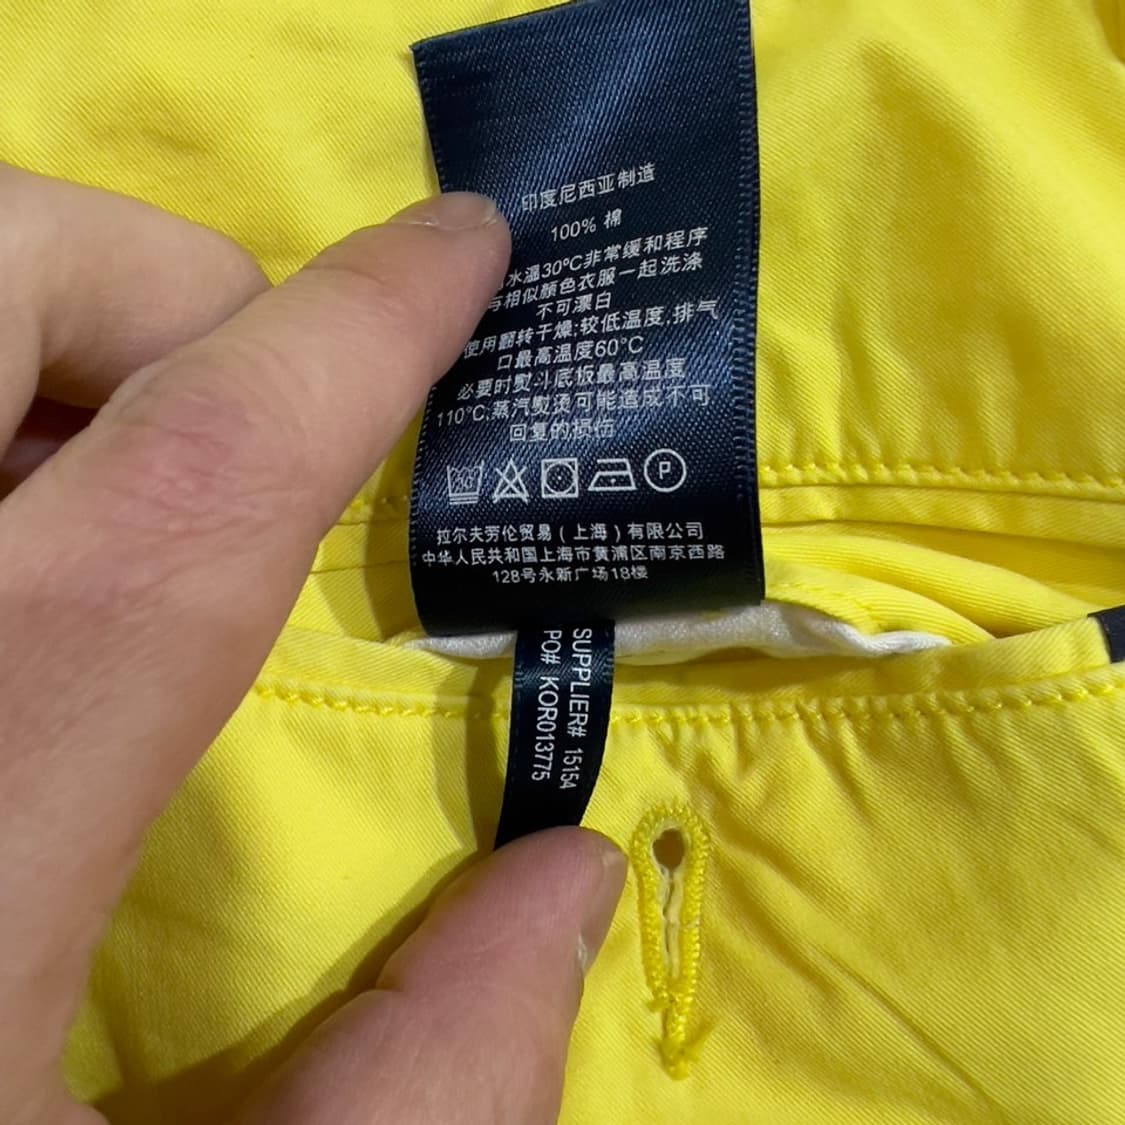 印度尼西亚制造
100% 棉
水温30°C非常缓和程序
与相似颜色衣服一起洗涤
不可漂白
使用翻转干燥;较低温度,排气
口最高温度60°C
必要时熨斗底板最高温度
110°C;蒸汽熨烫可能造成不可
回复的损伤
30
P
拉尔夫劳伦贸易（上海）有限公司
中华人民共和国上海市黄浦区南京西路
128号永新广场18楼
SUPPLIER# 15154
PO# KOR013775